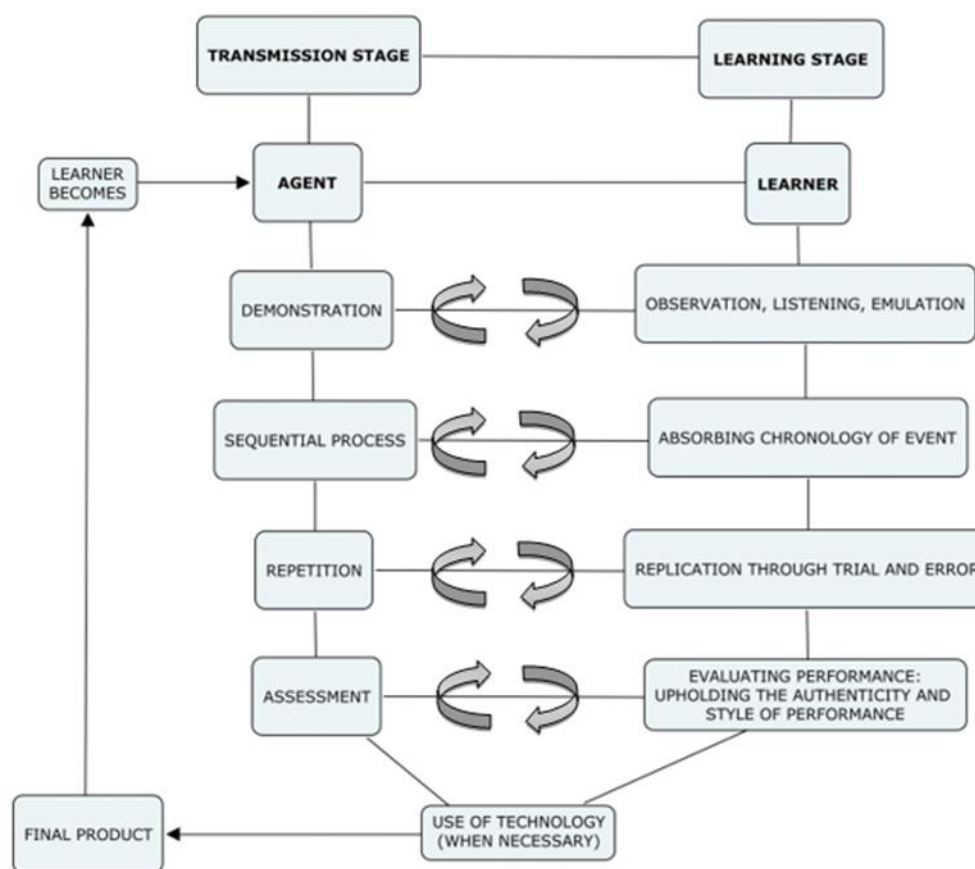 TRANSMISSION STAGE
LEARNING STAGE
LEARNER
BECOMES
AGENT
LEARNER
DEMONSTRATION
OBSERVATION, LISTENING, EMULATION
SEQUENTIAL PROCESS
ABSORBING CHRONOLOGY OF EVENT
REPETITION
REPLICATION THROUGH TRIAL AND ERROR
ASSESSMENT
EVALUATING PERFORMANCE:
UPHOLDING THE AUTHENTICITY AND
STYLE OF PERFORMANCE
FINAL PRODUCT
USE OF TECHNOLOGY
(WHEN NECESSARY)